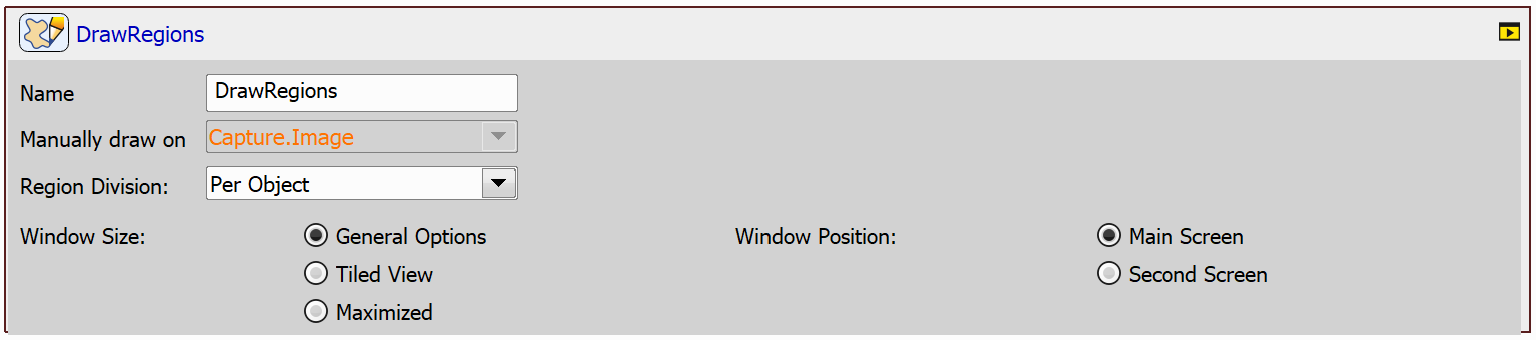 DrawRegions
Name DrawRegions
Manually draw on Capture.Image
Region Division: Per Object
Window Size: General Options Window Position: Main Screen
Tiled View Second Screen
Maximized